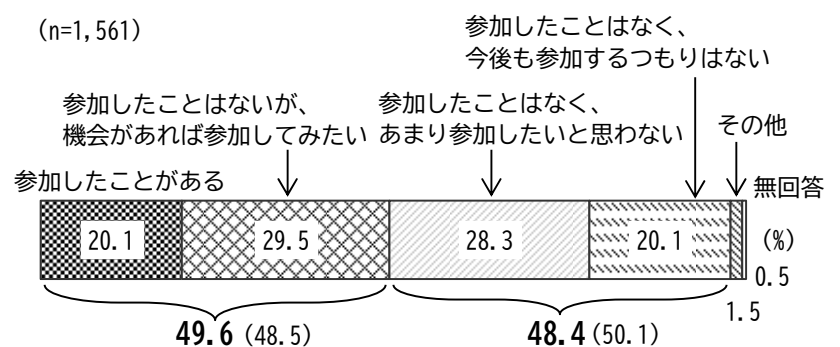 (n=1,561)
参加したことはなく、
今後も参加するつもりはない
参加したことはないが、
機会があれば参加してみたい
参加したことはなく、
あまり参加したいと思わない
その他
参加したことがある
無回答
20.1
29.5
28.3
20.1
(%)
0.5
1.5
49.6 (48.5)
48.4 (50.1)